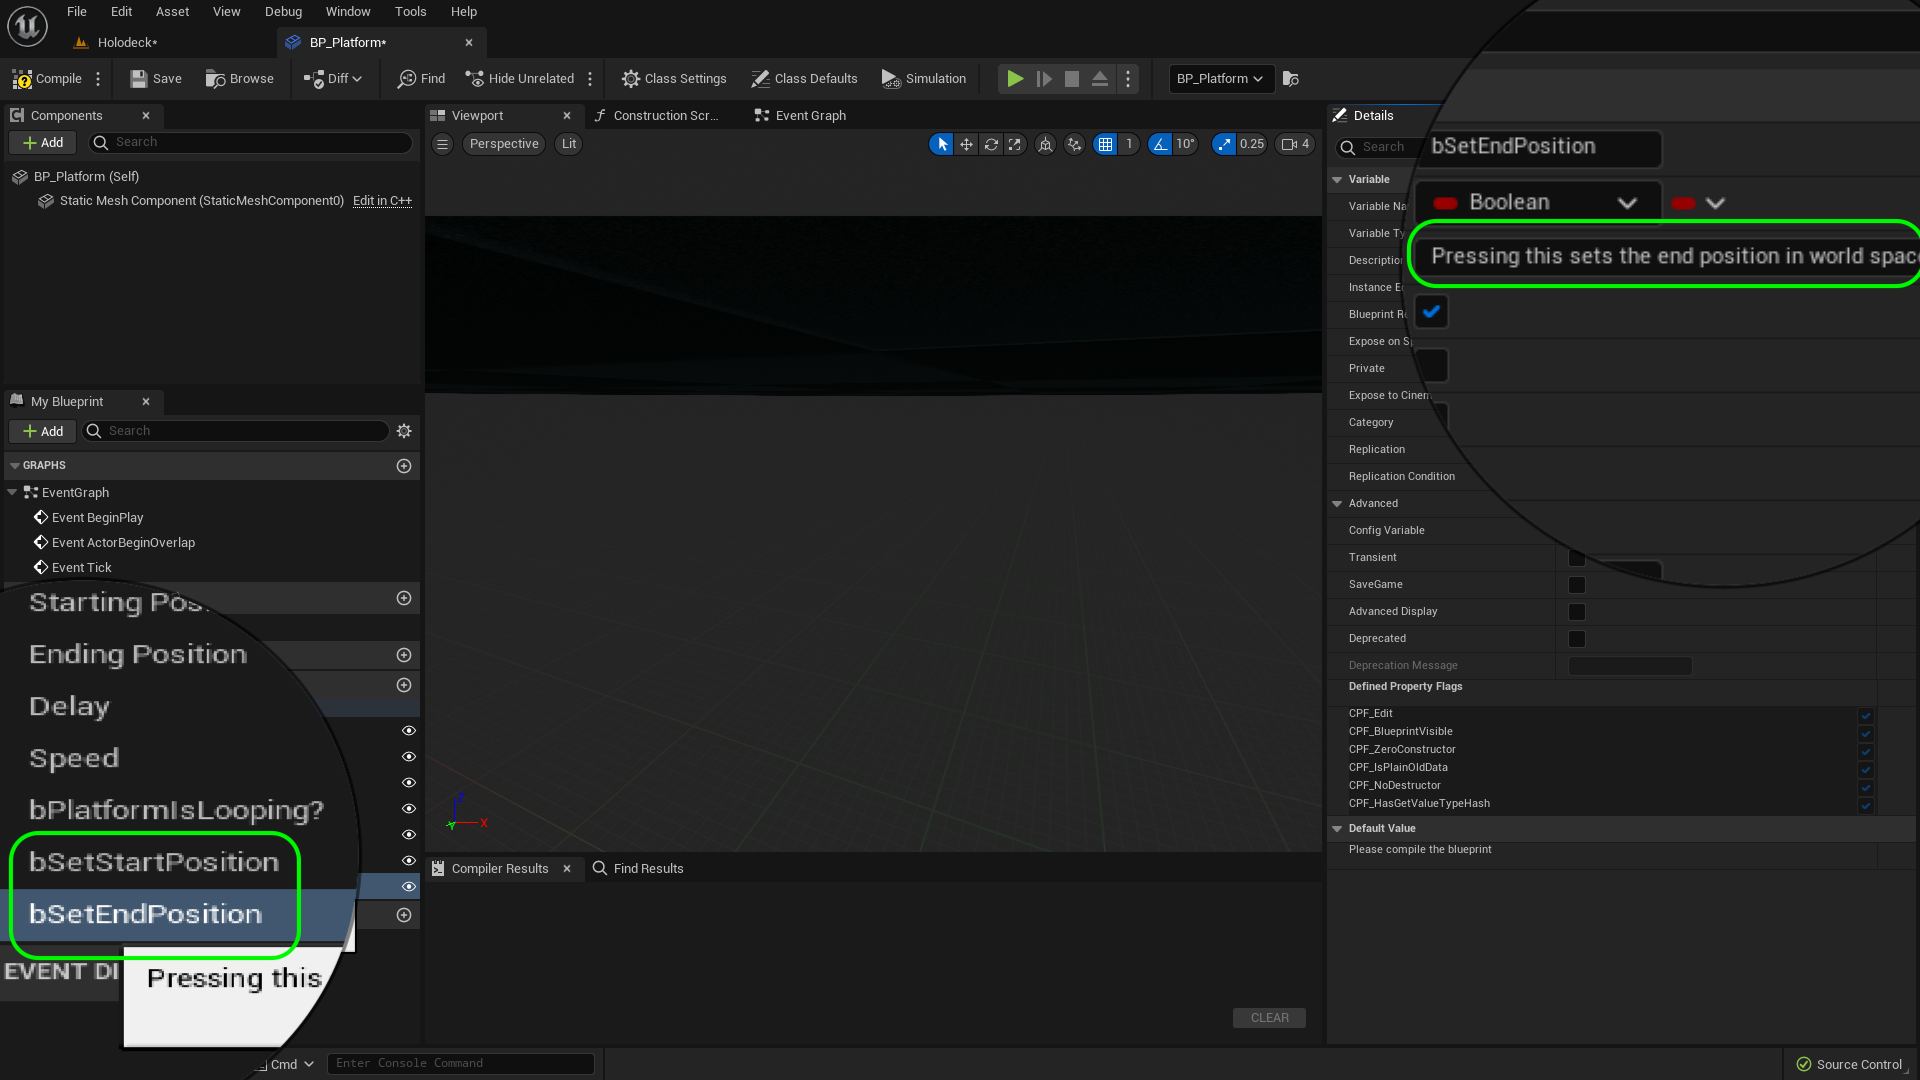 File Edit Asset View Debug Window Tools Help
Holodeck*
BP_Platform*
Compile Save Browse Diff Find Hide Unrelated Class Settings Class Defaults Simulation BP_Platform
Components
Add Search
BP_Platform (Self)
Static Mesh Component (StaticMeshComponent0) Edit in C++
My Blueprint
Add Search
GRAPHS
EventGraph
Event BeginPlay
Event ActorBeginOverlap
Event Tick
Starting Pos
Ending Position
Delay
Speed
bPlatformIsLooping?
bSetStartPosition
bSetEndPosition
EVENT DI
Pressing this
Viewport Construction Scr... Event Graph
Perspective Lit 1 10° 0.25 4
Z
Y X
Compiler Results Find Results
CLEAR
Cmd Enter Console Command
Details
Search
Variable
Variable Na
Variable Ty
Descriptio
Instance E
Blueprint R
Expose on S
Private
Expose to Cinem
Category
Replication
Replication Condition
bSetEndPosition
Boolean
Pressing this sets the end position in world spac
Advanced
Config Variable
Transient
SaveGame
Advanced Display
Deprecated
Deprecation Message
Defined Property Flags
CPF_Edit
CPF_BlueprintVisible
CPF_ZeroConstructor
CPF_IsPlainOldData
CPF_NoDestructor
CPF_HasGetValueTypeHash
Default Value
Please compile the blueprint
Source Control